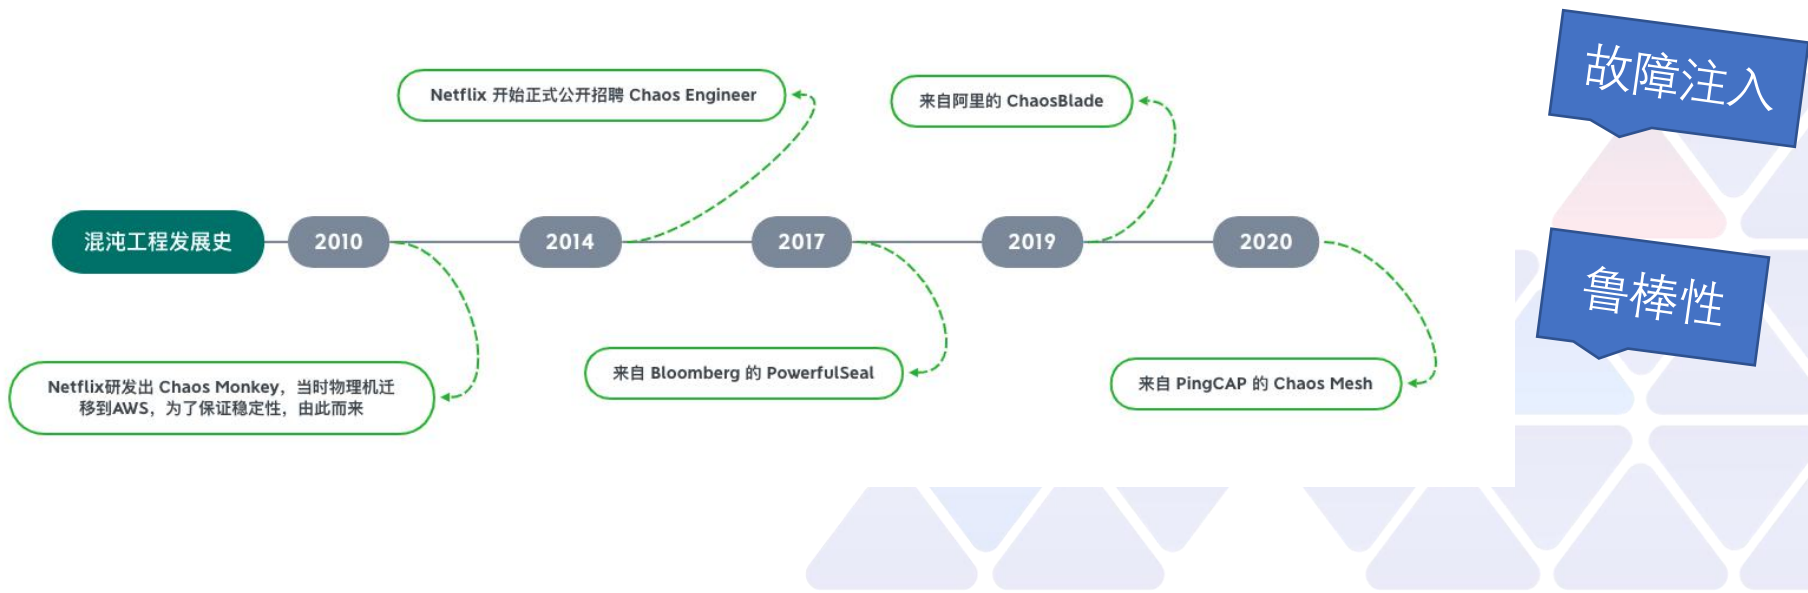 Netflix 开始正式公开招聘 Chaos Engineer
来自阿里的 ChaosBlade
故障注入
混沌工程发展史
2010
2014
2017
2019
2020
鲁棒性
Netflix研发出 Chaos Monkey，当时物理机迁
移到AWS，为了保证稳定性，由此而来
来自 Bloomberg 的 PowerfulSeal
来自 PingCAP 的 Chaos Mesh